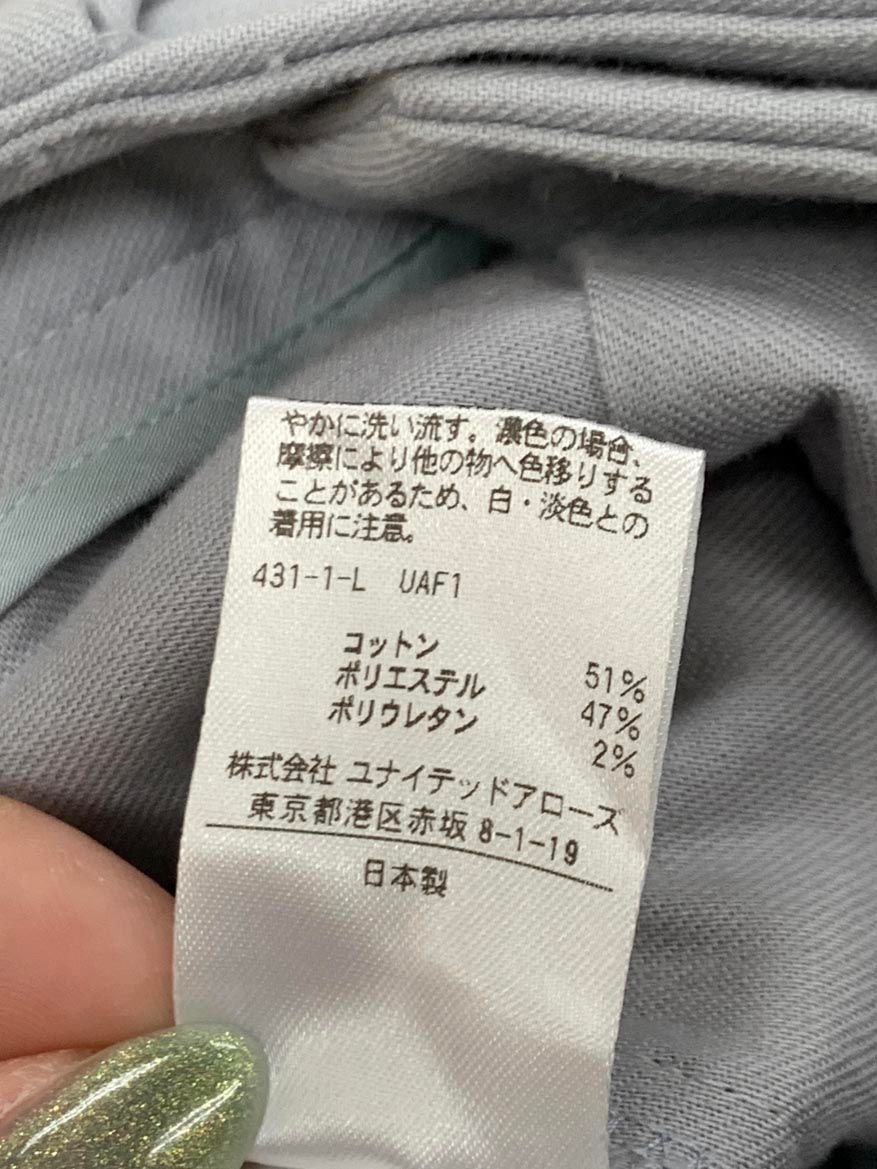 やかに洗い流す。濃色の場合、
摩擦により他の物へ色移りする
ことがあるため、白・淡色との
着用に注意。
431-1-L UAF1
コットン 51%
ポリエステル 47%
ポリウレタン 2%
株式会社 ユナイテッドアローズ
東京都港区赤坂 8-1-19
日本製